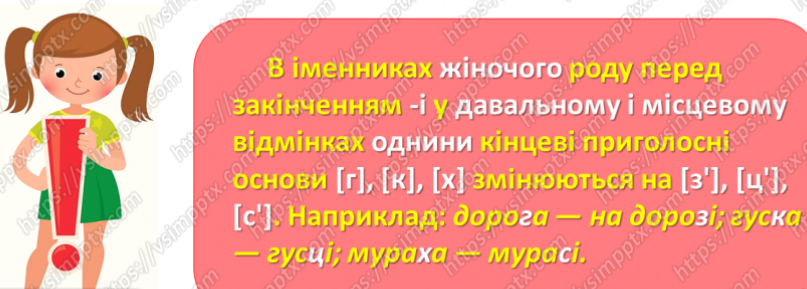 В іменниках жіночого роду перед
закінченням -і у давальному і місцевому
відмінках однини кінцеві приголосні
основи [г], [к], [х] змінюються на [з'], [ц'],
[с']. Наприклад: дорога — на дорозі; гуска
— гусці; мураха — мурасі.